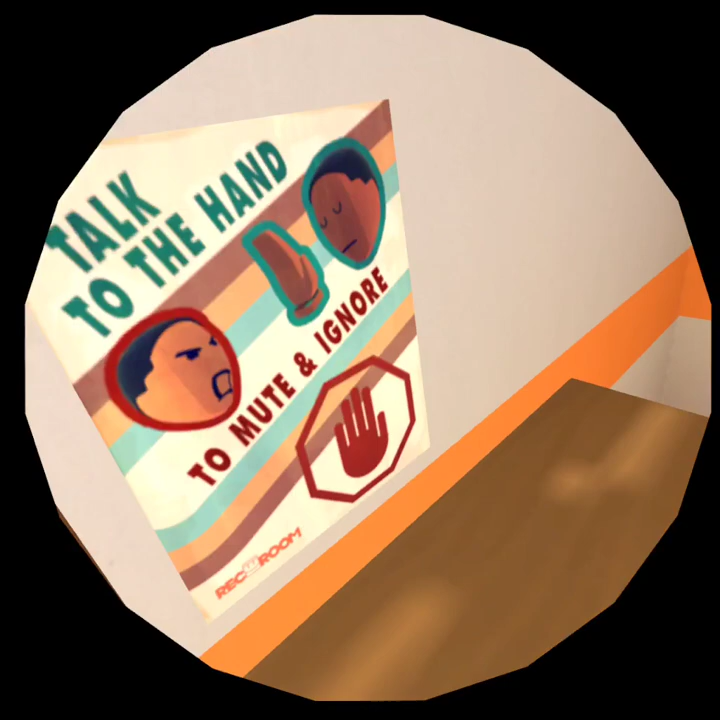 TALK
TO THE HAND
TO MUTE & IGNORE
REC ROOM